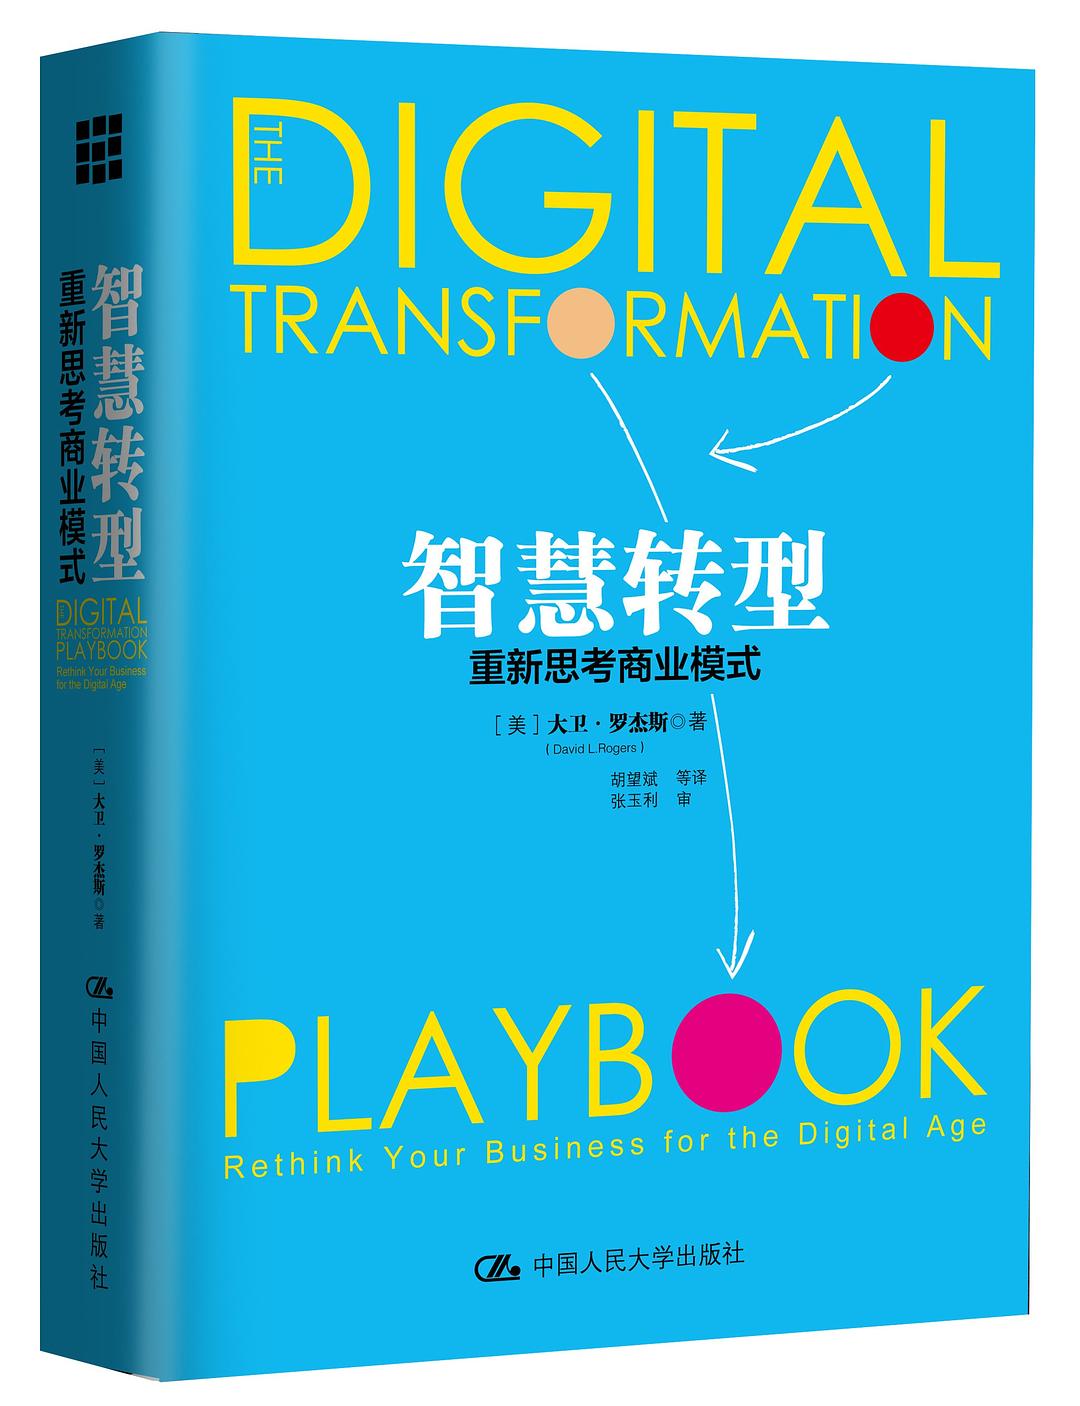 THE
DIGITAL
TRANSFORMATION
智慧转型
重新思考商业模式
[美]大卫·罗杰斯◎著
(David L.Rogers)
胡望斌 等译
张玉利 审
PLAYBOOK
Rethink Your Business for the Digital Age
中国人民大学出版社
智慧转型
重新思考商业模式
THE
DIGITAL
TRANSFORMATION
PLAYBOOK
Rethink Your Business
for the Digital Age
[美]大卫·罗杰斯◎著
中国人民大学出版社